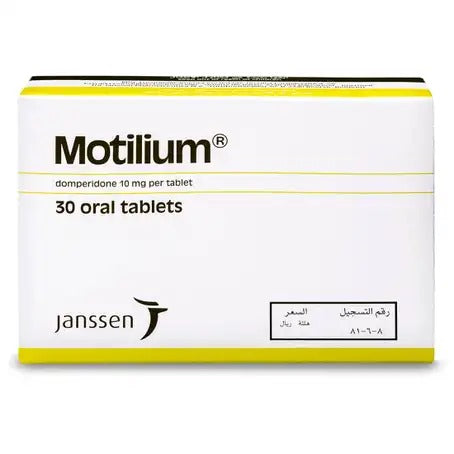 Motilium®
domperidone 10 mg per tablet
30 oral tablets
janssen
رقم التسجيل
٨-٦-٨١
السعر
هللة ريال